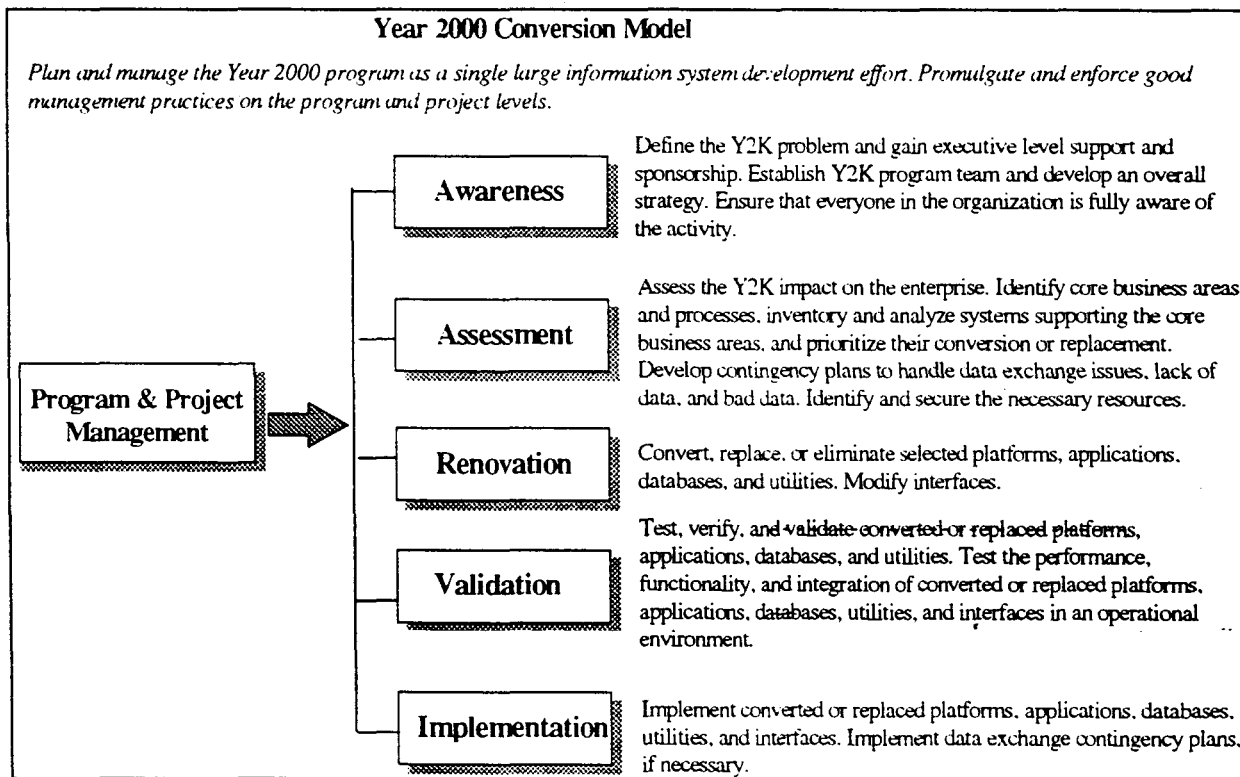 Year 2000 Conversion Model
Plan and manage the Year 2000 program as a single large information system development effort. Promulgate and enforce good
management practices on the program and project levels.
Program & Project
Management
Awareness
Define the Y2K problem and gain executive level support and
sponsorship. Establish Y2K program team and develop an overall
strategy. Ensure that everyone in the organization is fully aware of
the activity.
Assessment
Assess the Y2K impact on the enterprise. Identify core business areas
and processes, inventory and analyze systems supporting the core
business areas, and prioritize their conversion or replacement.
Develop contingency plans to handle data exchange issues, lack of
data, and bad data. Identify and secure the necessary resources.
Renovation
Convert, replace, or eliminate selected platforms, applications,
databases, and utilities. Modify interfaces.
Validation
Test, verify, and validate converted or replaced platforms,
applications, databases, and utilities. Test the performance,
functionality, and integration of converted or replaced platforms,
applications, databases, utilities, and interfaces in an operational
environment.
Implementation
Implement converted or replaced platforms, applications, databases,
utilities, and interfaces. Implement data exchange contingency plans,
if necessary.